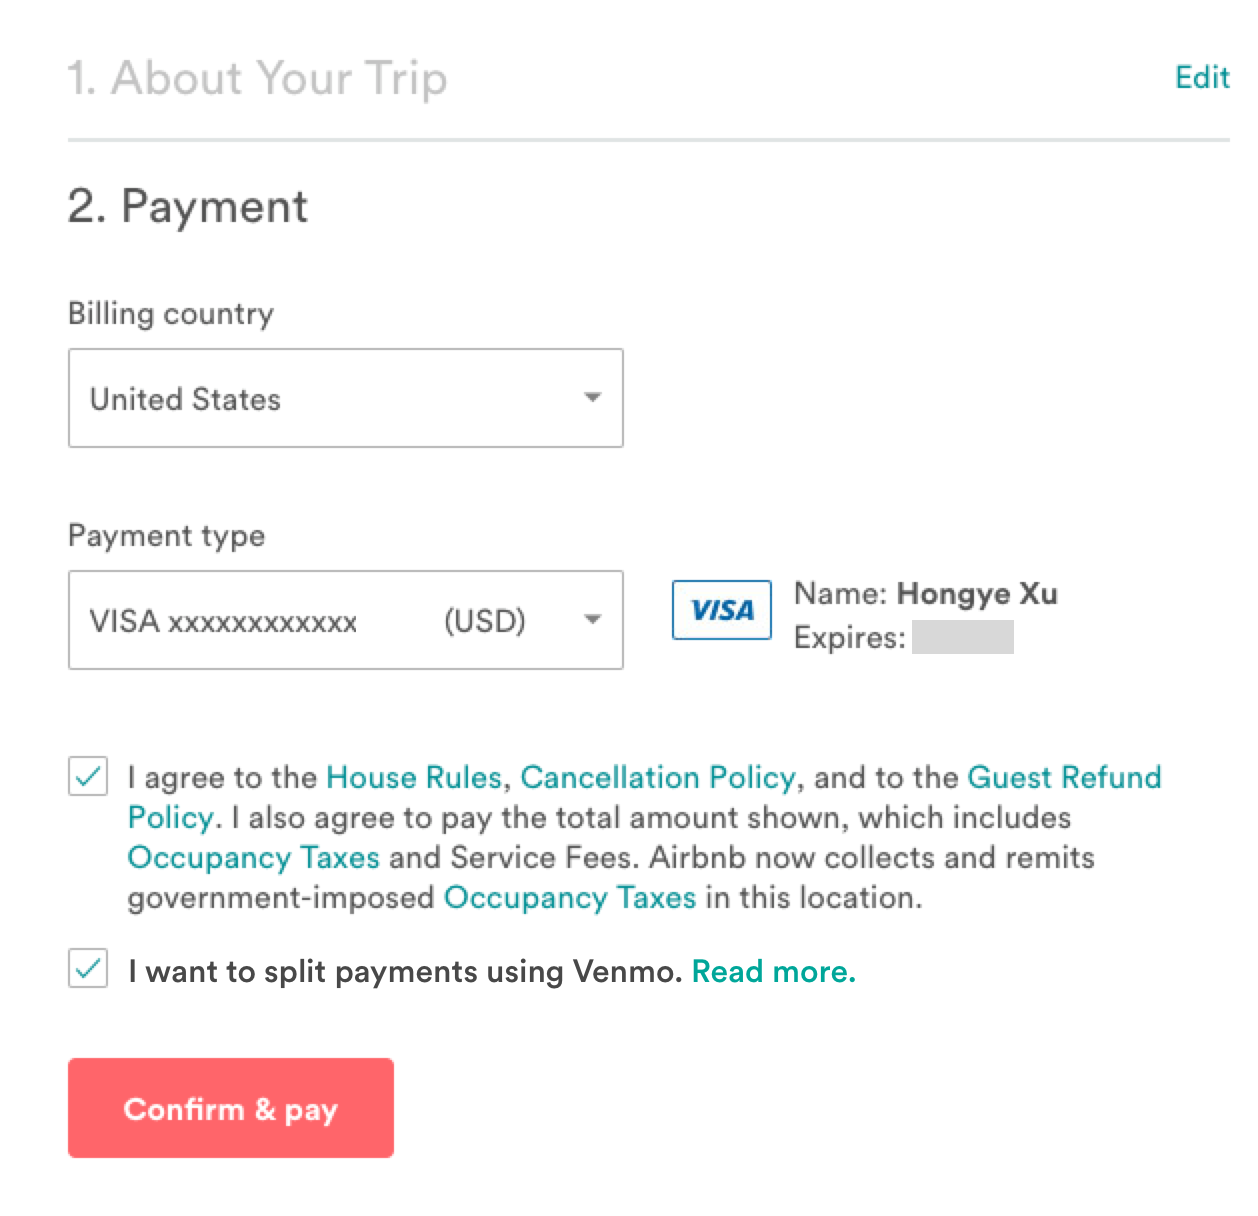 1. About Your Trip
Edit
2. Payment
Billing country
United States
Payment type
VISA xxxxxxxxxxxx (USD)
VISA
Name: Hongye Xu
Expires:
I agree to the House Rules, Cancellation Policy, and to the Guest Refund
Policy. I also agree to pay the total amount shown, which includes
Occupancy Taxes and Service Fees. Airbnb now collects and remits
government-imposed Occupancy Taxes in this location.
I want to split payments using Venmo. Read more.
Confirm & pay